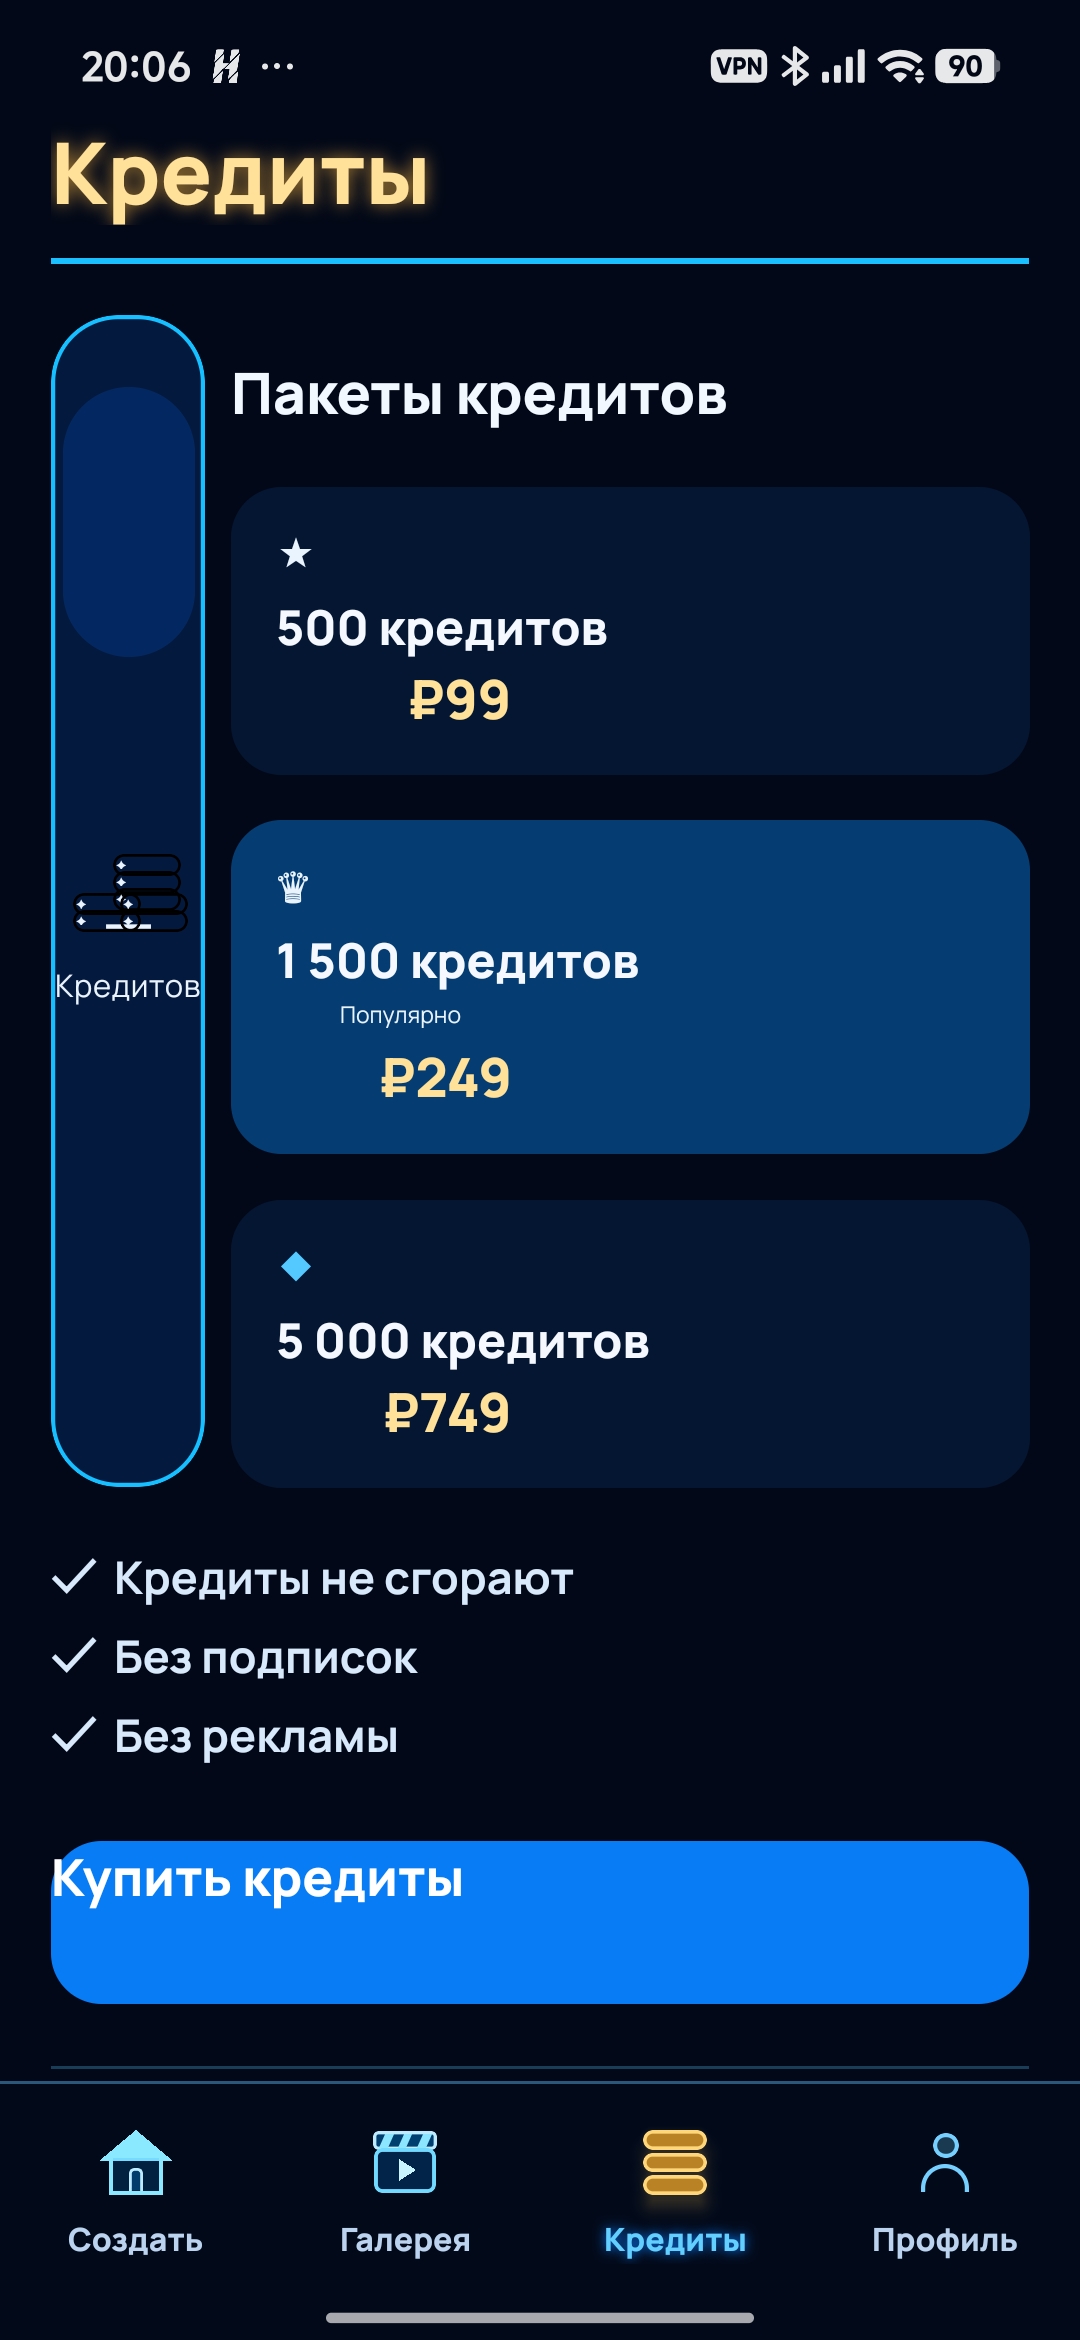 20:06
VPN
90
Кредиты
Пакеты кредитов
500 кредитов
₽99
1 500 кредитов
Популярно
₽249
Кредитов
5 000 кредитов
₽749
Кредиты не сгорают
Без подписок
Без рекламы
Купить кредиты
Создать
Галерея
Кредиты
Профиль